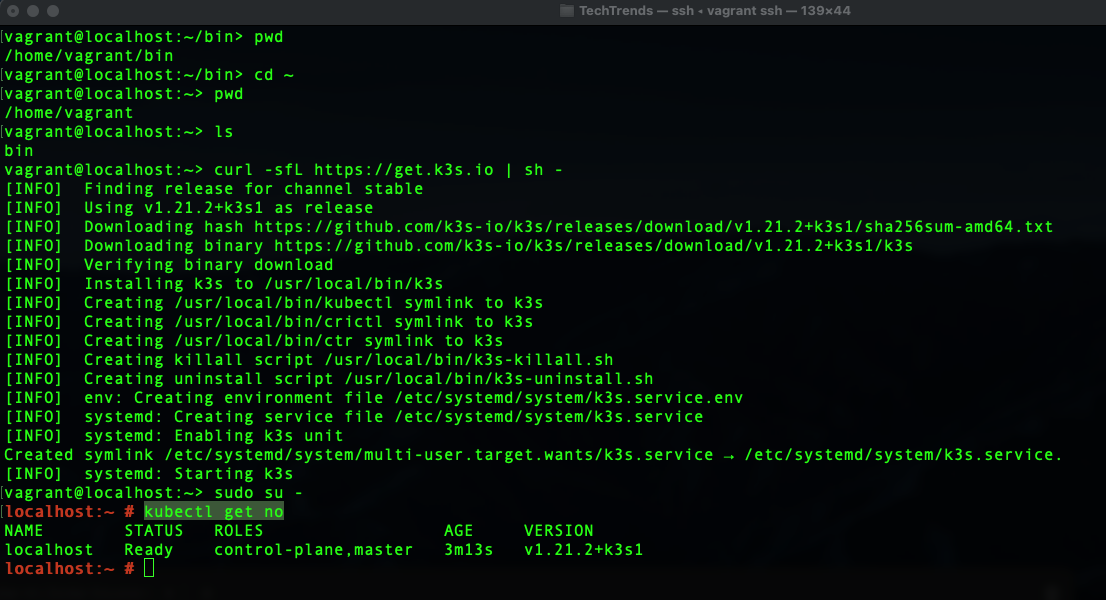 TechTrends — ssh ◂ vagrant ssh — 139×44
[vagrant@localhost:~/bin> pwd
/home/vagrant/bin
[vagrant@localhost:~/bin> cd ~
[vagrant@localhost:~> pwd
/home/vagrant
[vagrant@localhost:~> ls
bin
vagrant@localhost:~> curl -sfL https://get.k3s.io | sh -
[INFO]  Finding release for channel stable
[INFO]  Using v1.21.2+k3s1 as release
[INFO]  Downloading hash https://github.com/k3s-io/k3s/releases/download/v1.21.2+k3s1/sha256sum-amd64.txt
[INFO]  Downloading binary https://github.com/k3s-io/k3s/releases/download/v1.21.2+k3s1/k3s
[INFO]  Verifying binary download
[INFO]  Installing k3s to /usr/local/bin/k3s
[INFO]  Creating /usr/local/bin/kubectl symlink to k3s
[INFO]  Creating /usr/local/bin/crictl symlink to k3s
[INFO]  Creating /usr/local/bin/ctr symlink to k3s
[INFO]  Creating killall script /usr/local/bin/k3s-killall.sh
[INFO]  Creating uninstall script /usr/local/bin/k3s-uninstall.sh
[INFO]  env: Creating environment file /etc/systemd/system/k3s.service.env
[INFO]  systemd: Creating service file /etc/systemd/system/k3s.service
[INFO]  systemd: Enabling k3s unit
Created symlink /etc/systemd/system/multi-user.target.wants/k3s.service → /etc/systemd/system/k3s.service.
[INFO]  systemd: Starting k3s
[vagrant@localhost:~> sudo su -
[localhost:~ # kubectl get no
NAME        STATUS   ROLES                  AGE     VERSION
localhost   Ready    control-plane,master   3m13s   v1.21.2+k3s1
localhost:~ #